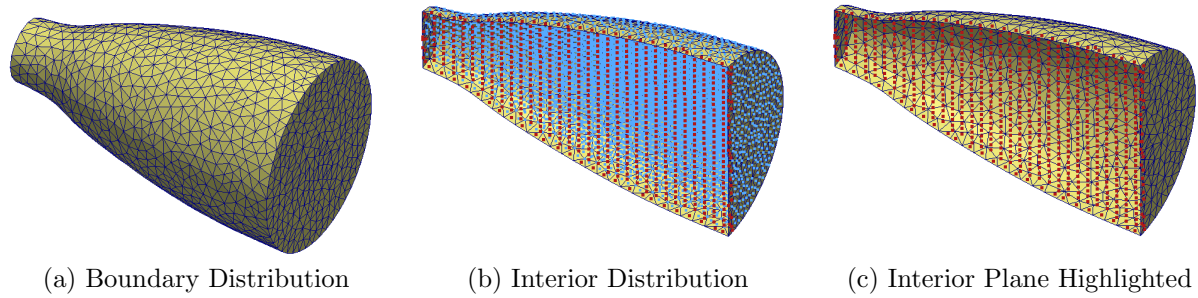 (a) Boundary Distribution
(b) Interior Distribution
(c) Interior Plane Highlighted